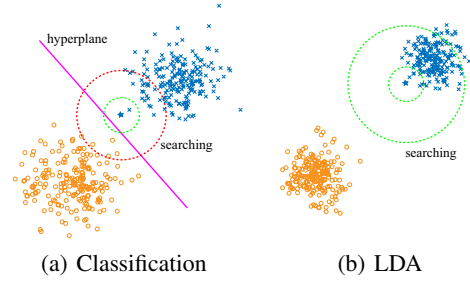 hyperplane
searching
searching
(a) Classification
(b) LDA